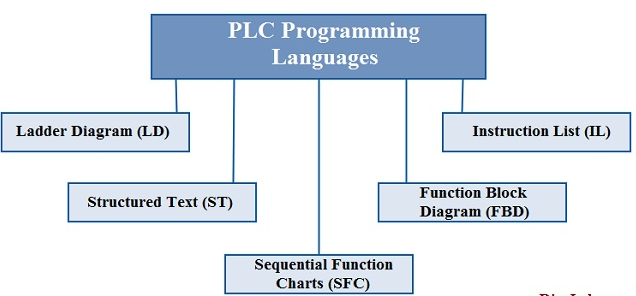 PLC Programming
Languages
Ladder Diagram (LD)
Instruction List (IL)
Structured Text (ST)
Function Block
Diagram (FBD)
Sequential Function
Charts (SFC)